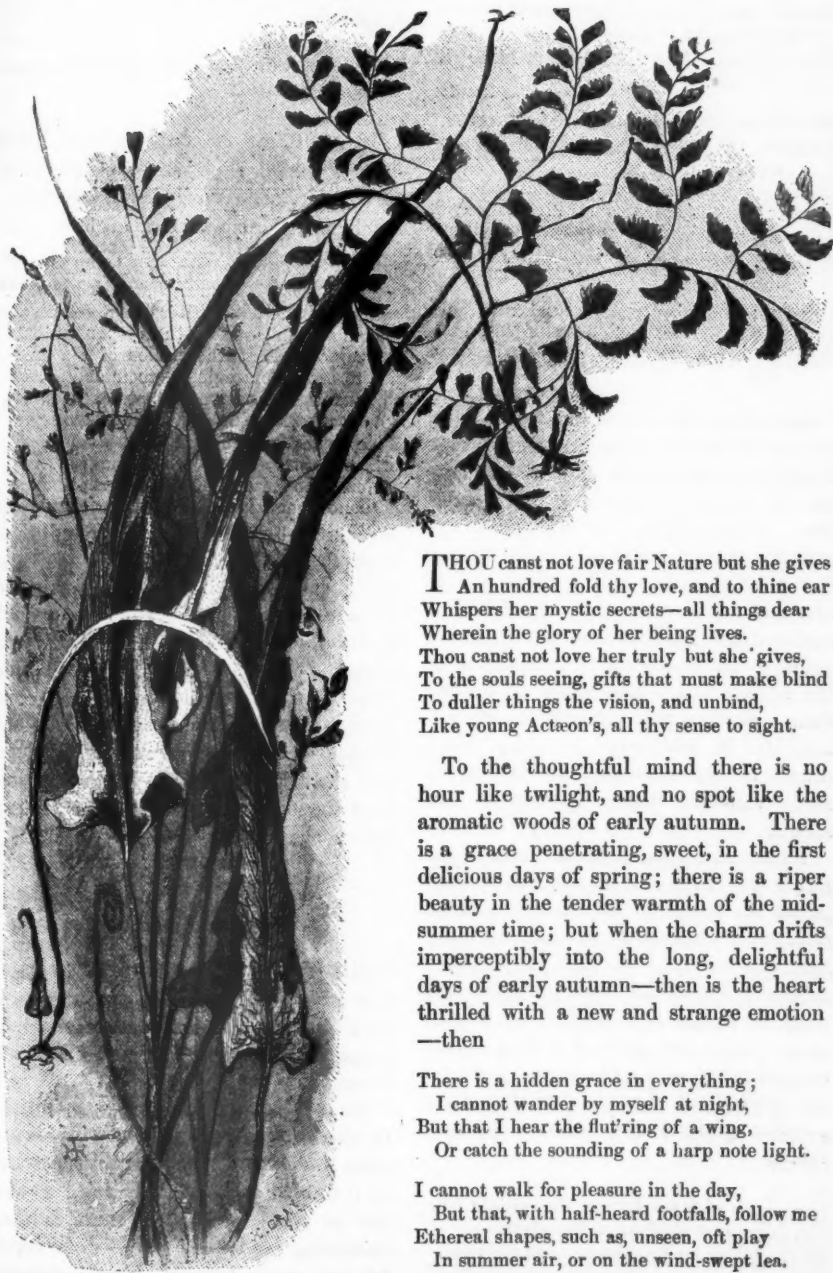 THOU canst not love fair Nature but she gives
An hundred fold thy love, and to thine ear
Whispers her mystic secrets—all things dear
Wherein the glory of her being lives.
Thou canst not love her truly but she gives,
To the souls seeing, gifts that must make blind
To duller things the vision, and unbind,
Like young Actæon's, all thy sense to sight.
To the thoughtful mind there is no
hour like twilight, and no spot like the
aromatic woods of early autumn. There
is a grace penetrating, sweet, in the first
delicious days of spring; there is a riper
beauty in the tender warmth of the mid-
summer time; but when the charm drifts
imperceptibly into the long, delightful
days of early autumn—then is the heart
thrilled with a new and strange emotion
—then
There is a hidden grace in everything;
I cannot wander by myself at night,
But that I hear the flut'ring of a wing,
Or catch the sounding of a harp note light.
I cannot walk for pleasure in the day,
But that, with half-heard footfalls, follow me
Ethereal shapes, such as, unseen, oft play
In summer air, or on the wind-swept lea.